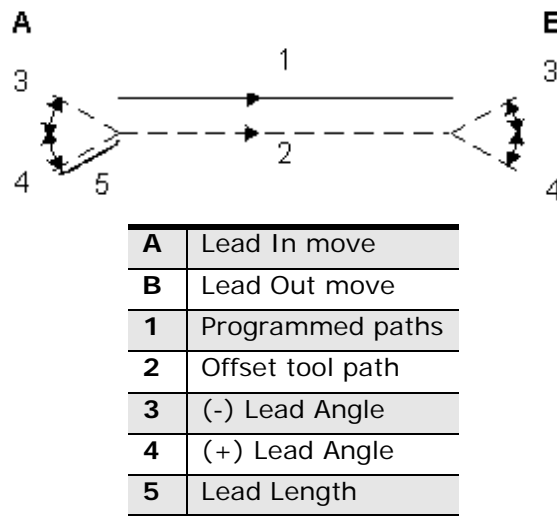 A
1
3
3
2
4
5
4
A Lead In move
B Lead Out move
1 Programmed paths
2 Offset tool path
3 (-) Lead Angle
4 (+) Lead Angle
5 Lead Length